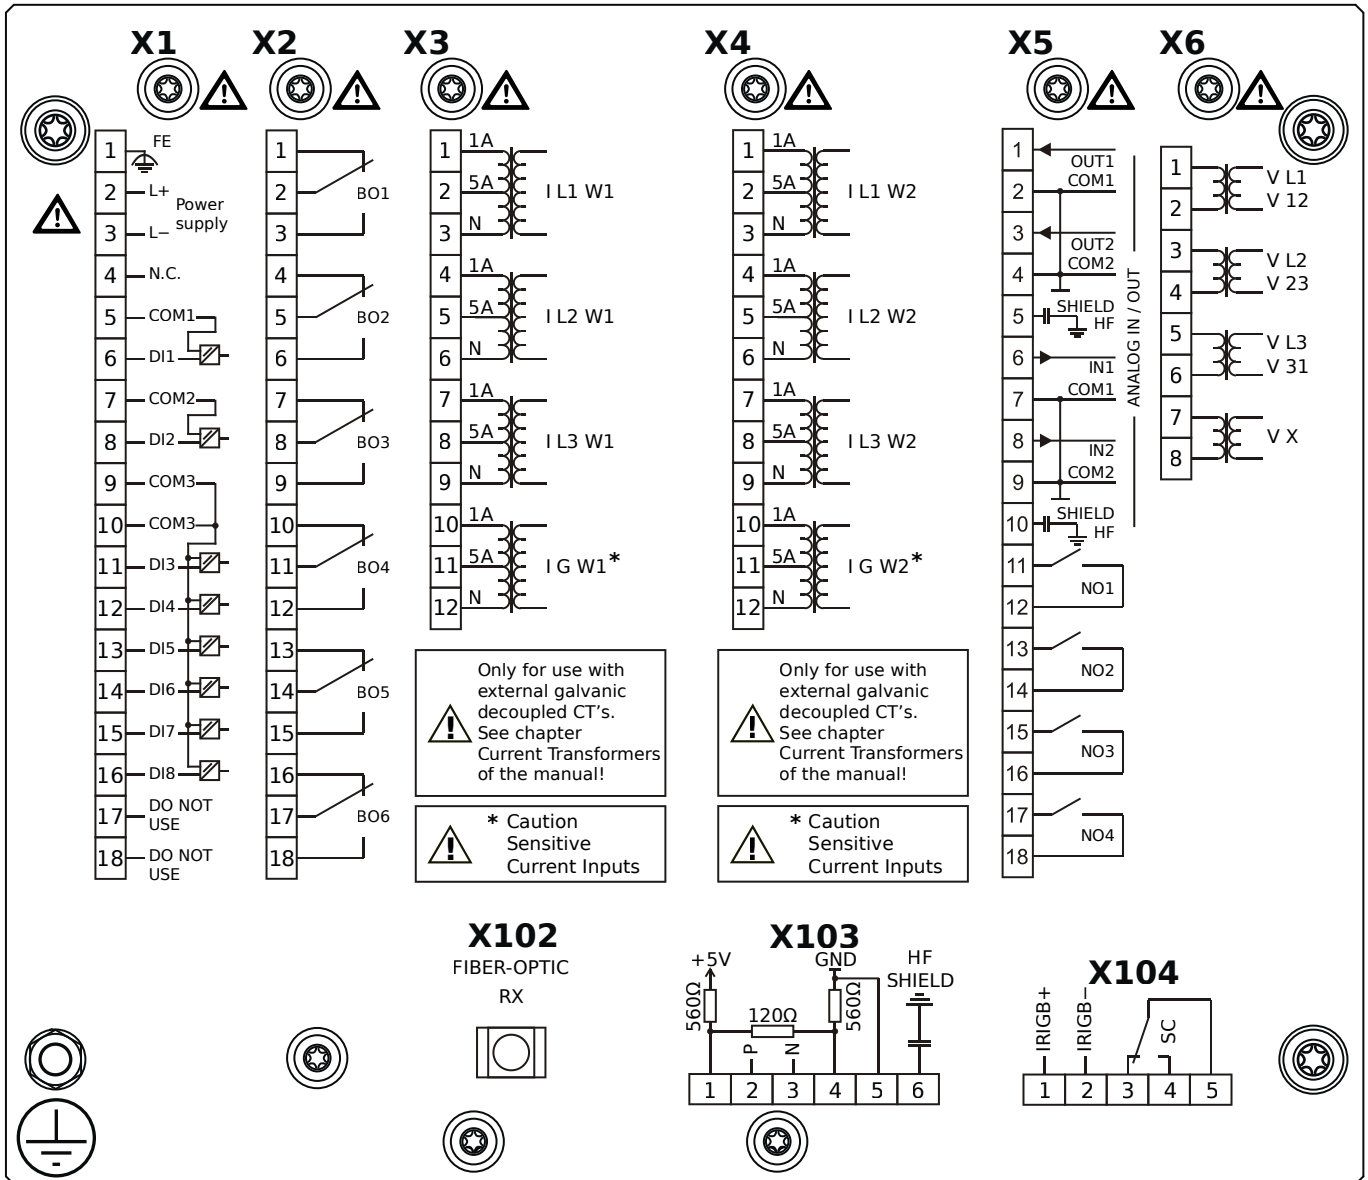 X1
1 FE
2 L+
Power
supply
3 L−
4 N.C.
5 COM1
6 DI1
7 COM2
8 DI2
9 COM3
10 COM3
11 DI3
12 DI4
13 DI5
14 DI6
15 DI7
16 DI8
17 DO NOT
USE
18 DO NOT
USE
X2
1
2 BO1
3
4
5 BO2
6
7
8 BO3
9
10
11 BO4
12
13
14 BO5
15
16
17 BO6
18
X3
1 1A
2 5A I L1 W1
3 N
4 1A
5 5A I L2 W1
6 N
7 1A
8 5A I L3 W1
9 N
10 1A
11 5A I G W1*
12 N
Only for use with
external galvanic
decoupled CT's.
See chapter
Current Transformers
of the manual!
* Caution
Sensitive
Current Inputs
X4
1 1A
2 5A I L1 W2
3 N
4 1A
5 5A I L2 W2
6 N
7 1A
8 5A I L3 W2
9 N
10 1A
11 5A I G W2*
12 N
Only for use with
external galvanic
decoupled CT's.
See chapter
Current Transformers
of the manual!
* Caution
Sensitive
Current Inputs
X5
1 OUT1
2 COM1
3 OUT2
4 COM2
5 SHIELD
HF
6 IN1
7 COM1
8 IN2
9 COM2
10 SHIELD
HF
ANALOG IN / OUT
11
NO1
12
13
NO2
14
15
NO3
16
17
NO4
18
X6
1 V L1
2 V 12
3 V L2
4 V 23
5 V L3
6 V 31
7
V X
8
X102
FIBER-OPTIC
RX
X103
+5V GND HF
SHIELD
560Ω 120Ω 560Ω
P N
1 2 3 4 5 6
X104
IRIGB+ IRIGB− SC
1 2 3 4 5